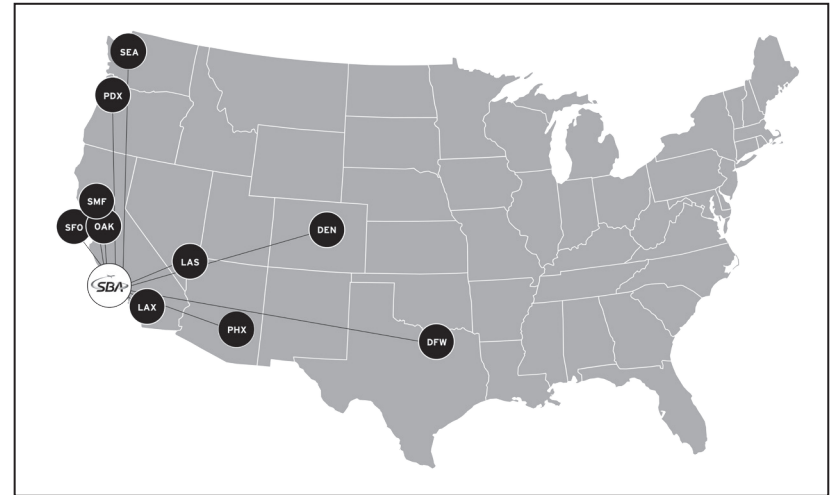 SEA
PDX
SMF
SFO
OAK
DEN
LAS
SBA
LAX
PHX
DFW